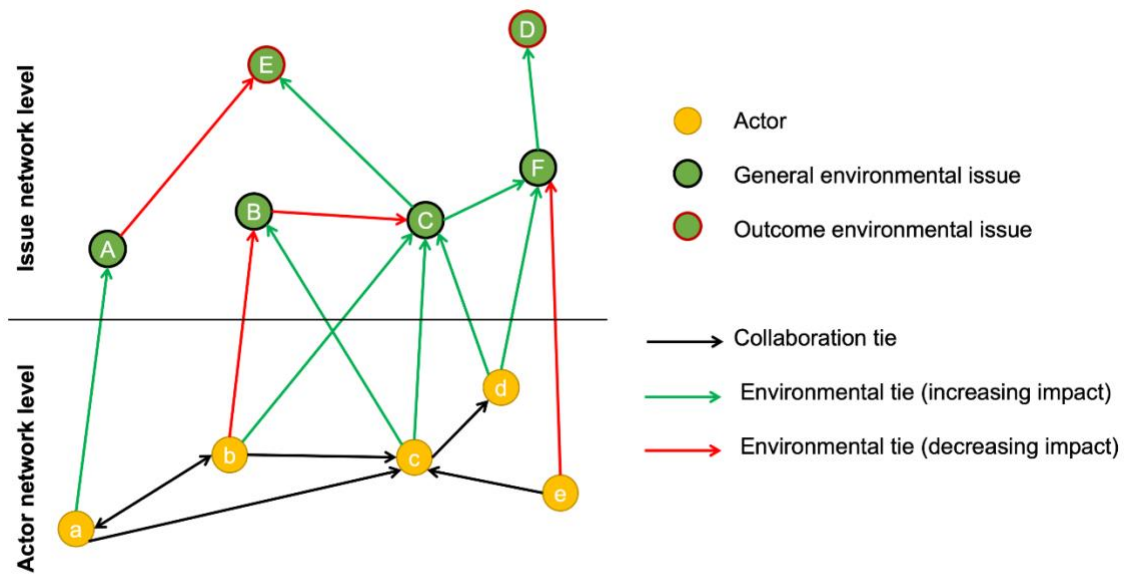 D
E
F
B
C
A
d
b
c
e
a
Issue network level
Actor network level
Actor
General environmental issue
Outcome environmental issue
Collaboration tie
Environmental tie (increasing impact)
Environmental tie (decreasing impact)